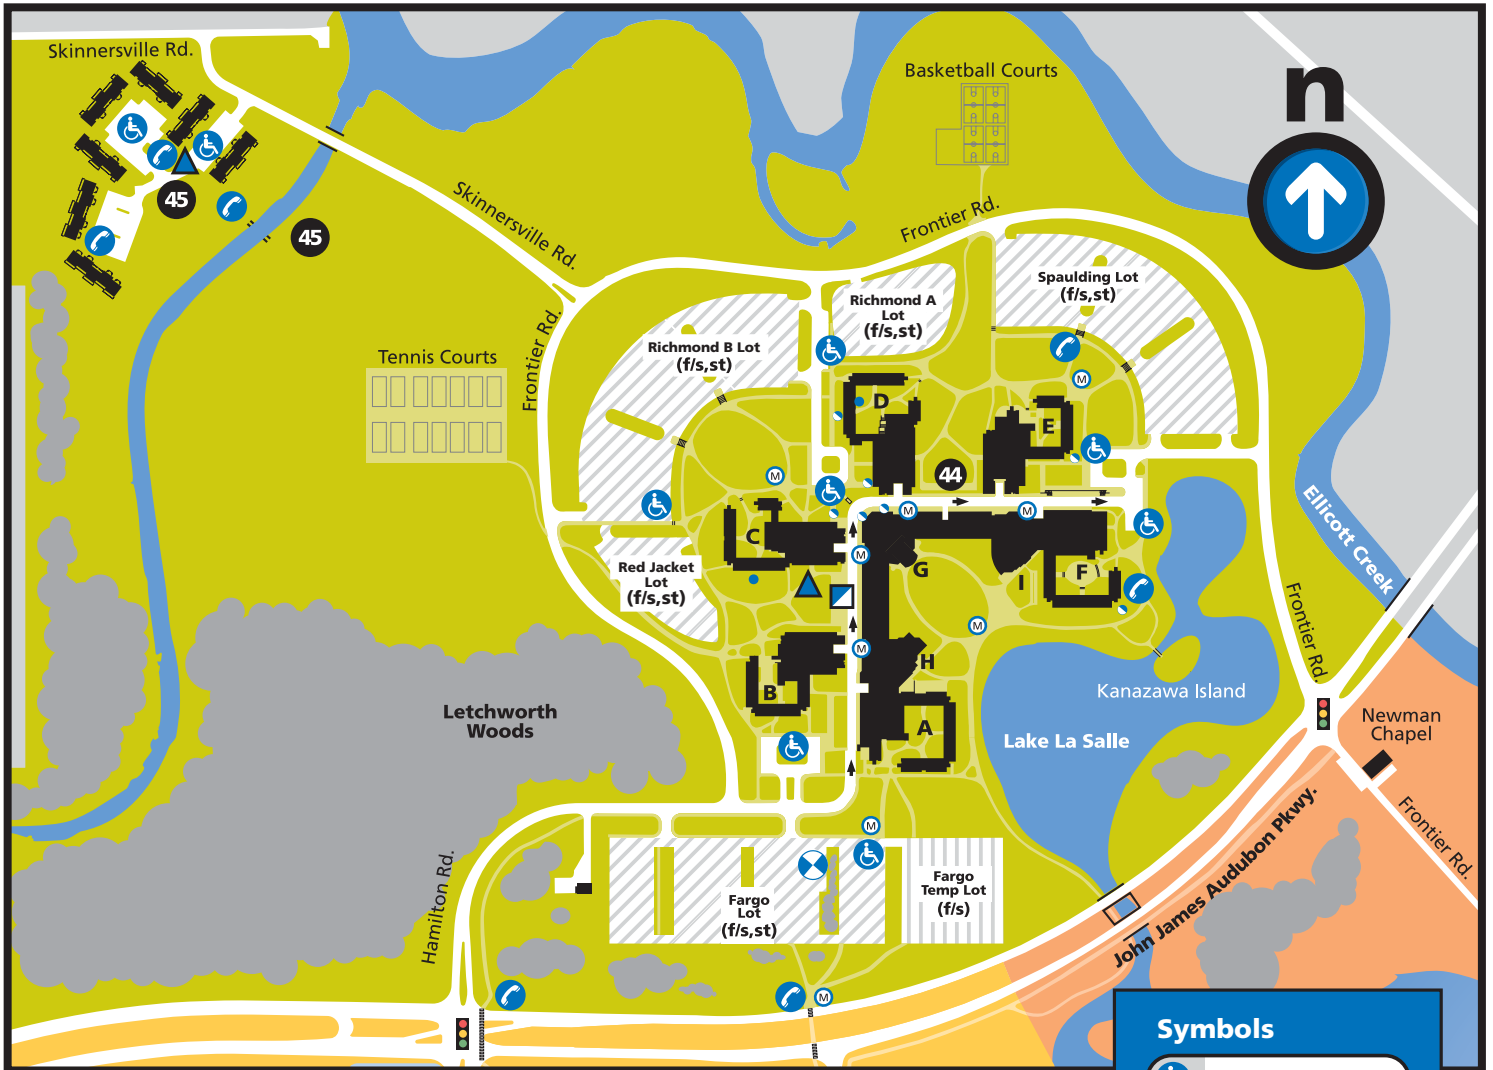 Skinnersville Rd.
Basketball Courts
n
45
45
Skinnersville Rd.
Frontier Rd.
Spaulding Lot
(f/s,st)
Richmond A
Lot
(f/s,st)
Richmond B Lot
(f/s,st)
Frontier Rd.
Tennis Courts
D
M
E
44
M
Ellicott Creek
M
M
C
M
G
F
I
Red Jacket
Lot
(f/s,st)
Frontier Rd.
M
M
H
B
A
Kanazawa Island
Letchworth
Woods
Lake La Salle
Newman
Chapel
Frontier Rd.
M
Hamilton Rd.
Fargo
Temp Lot
(f/s)
Fargo
Lot
(f/s,st)
John James Audubon Pkwy.
M
Symbols